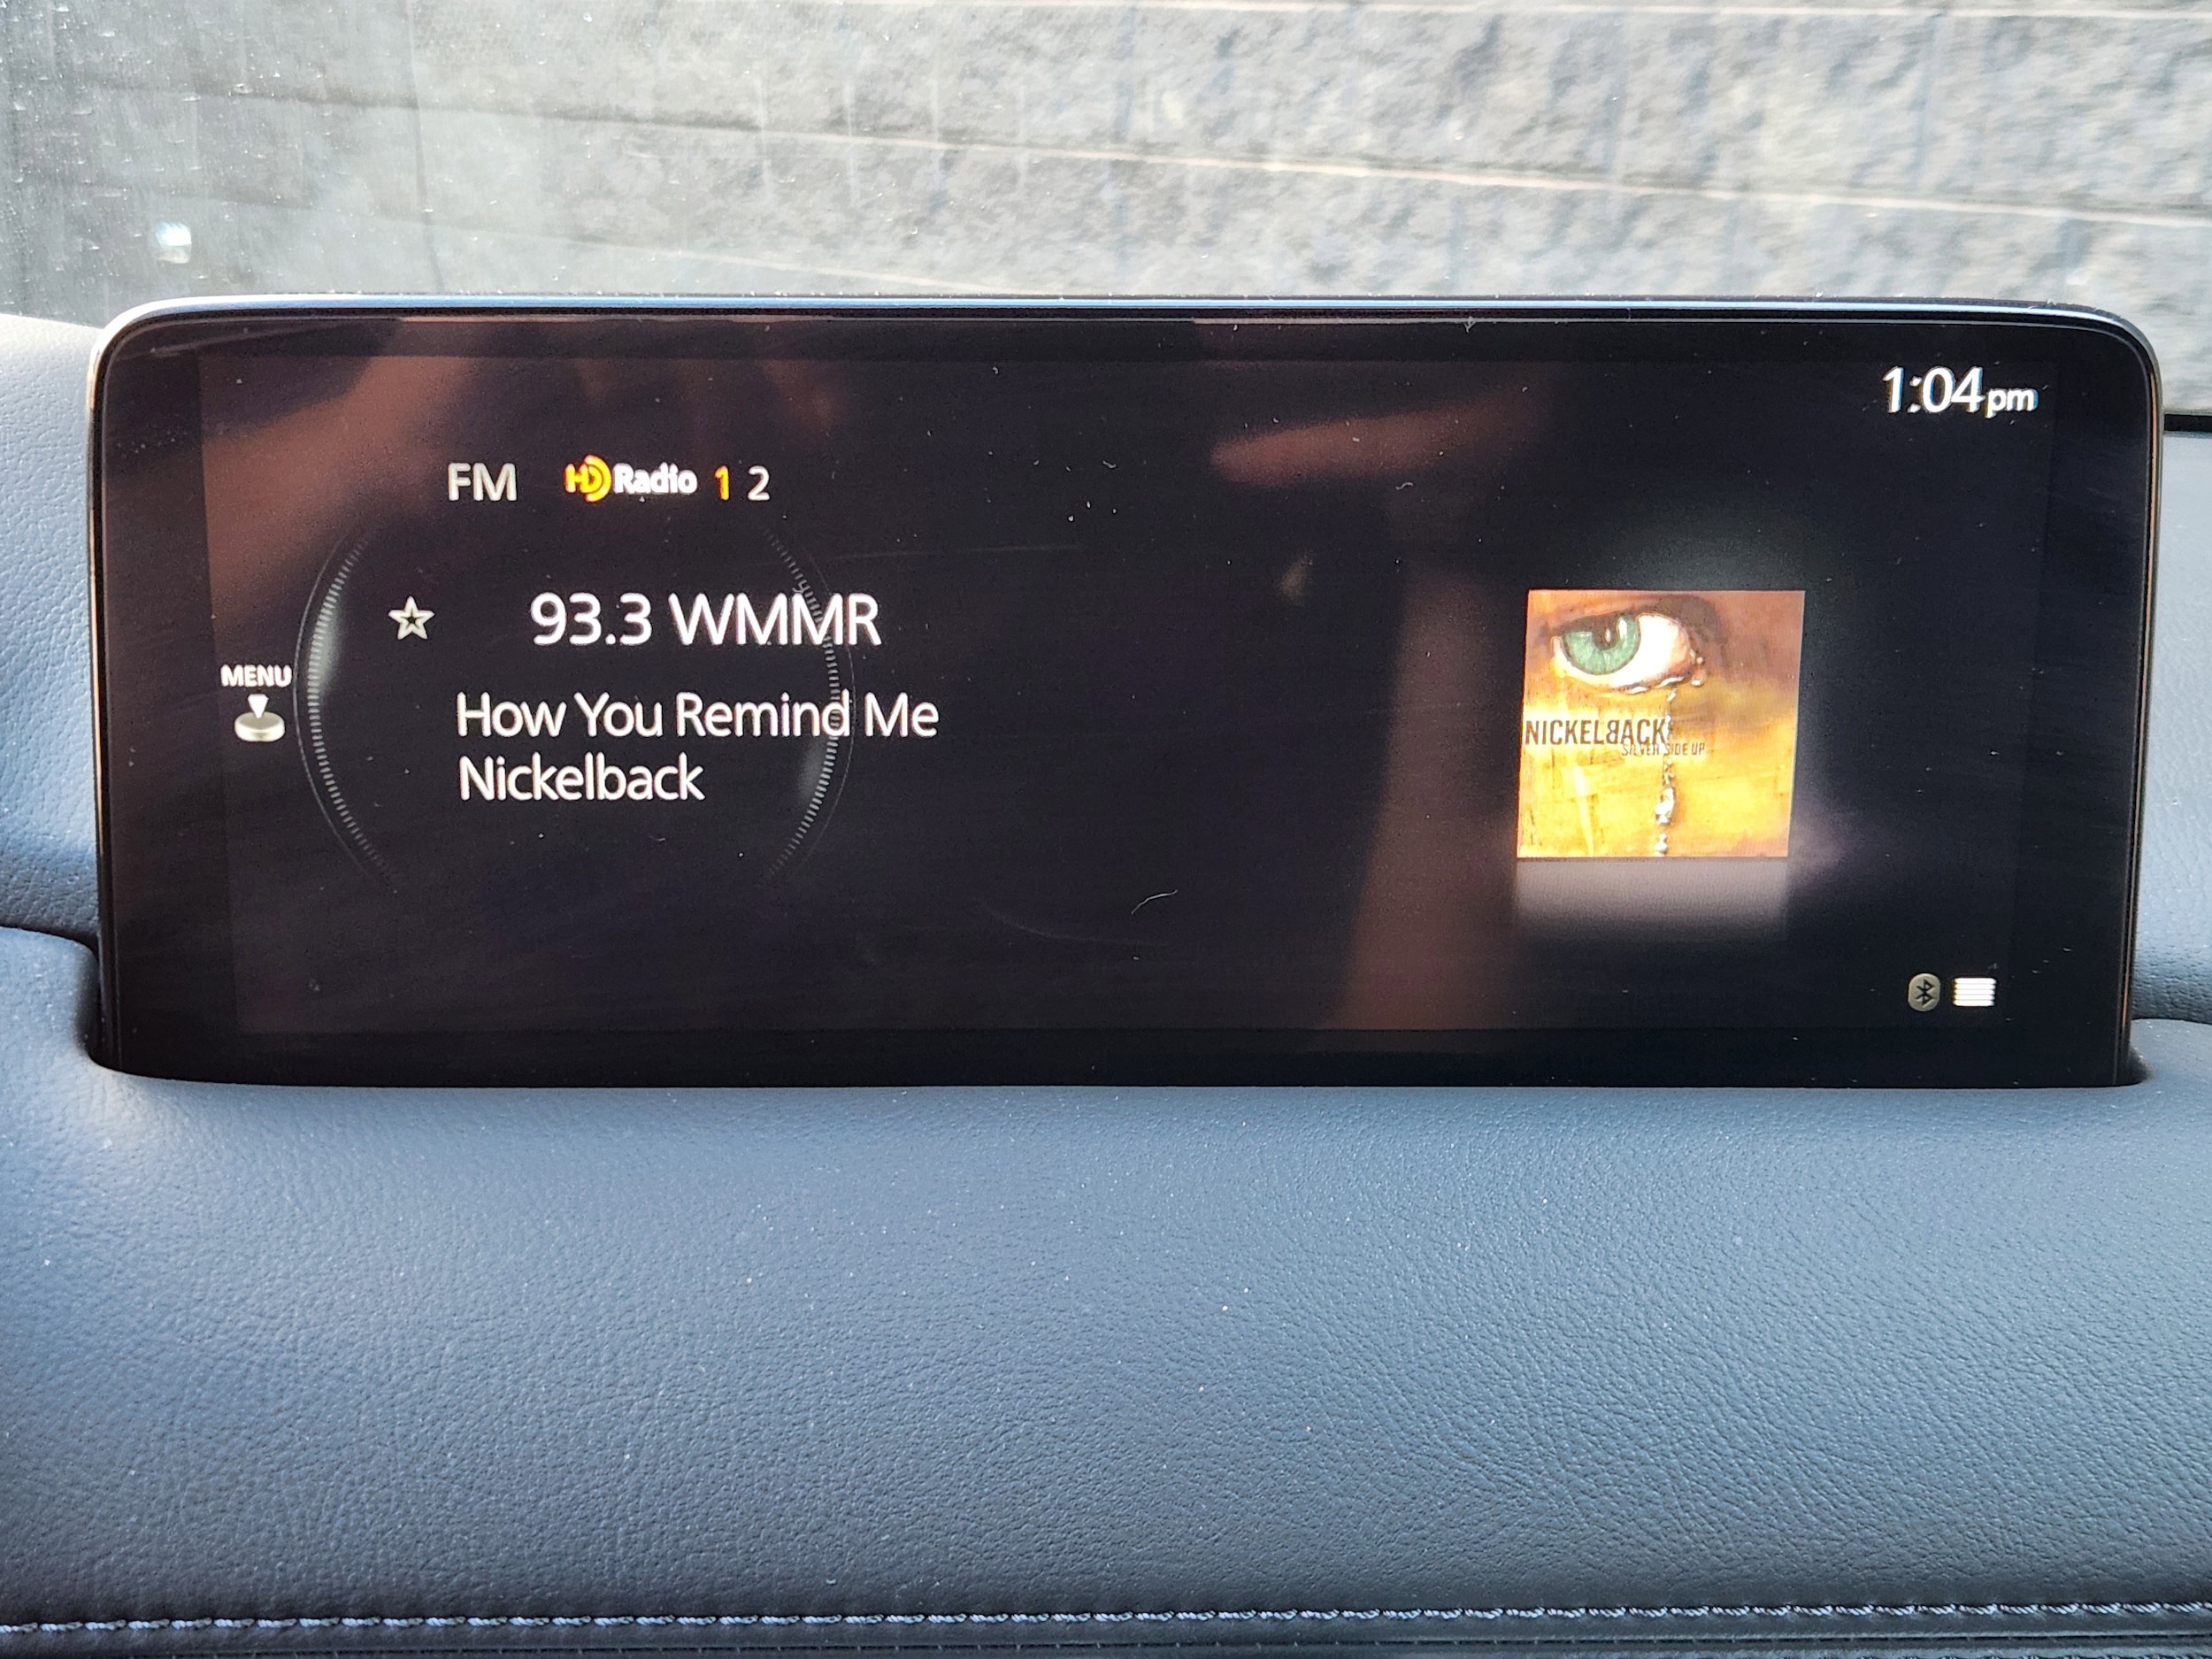 1:04pm
FM HD Radio 1 2
93.3 WMMR
MENU
How You Remind Me
Nickelback
NICKELBACK
SILVER SIDE UP